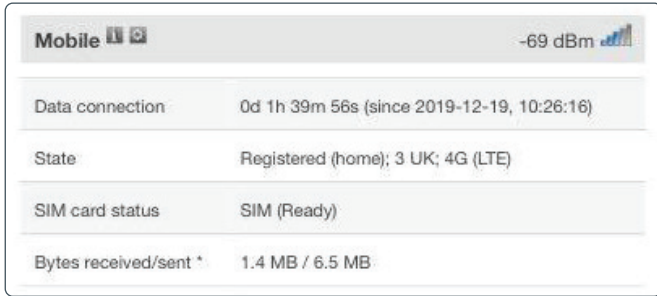 Mobile -69 dBm
Data connection 0d 1h 39m 56s (since 2019-12-19, 10:26:16)
State Registered (home); 3 UK; 4G (LTE)
SIM card status SIM (Ready)
Bytes received/sent * 1.4 MB / 6.5 MB